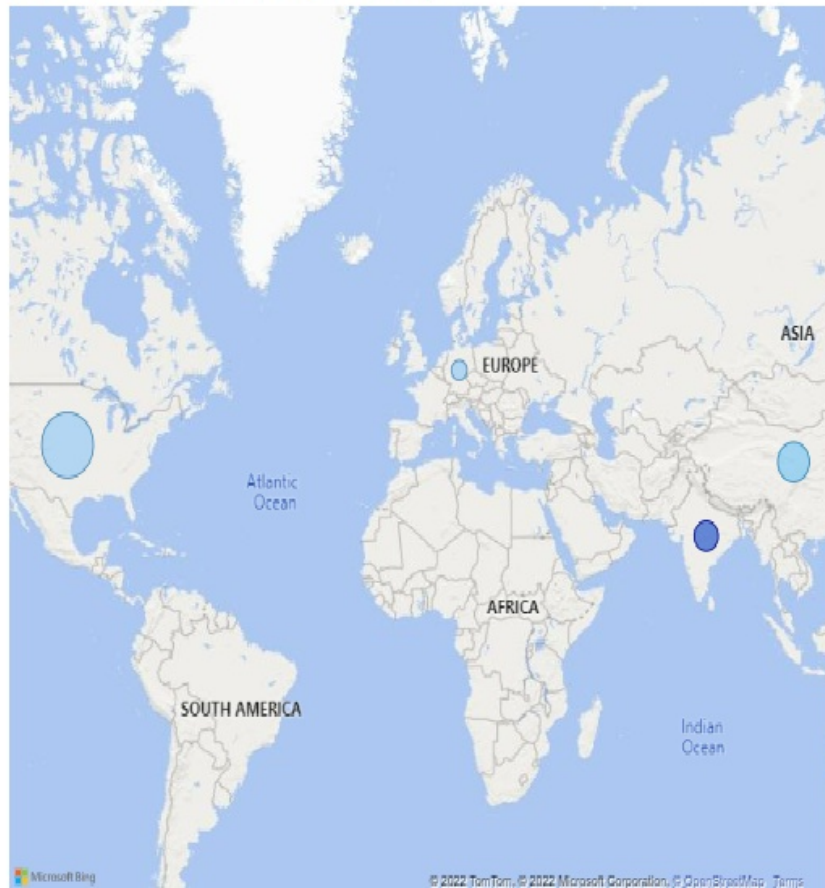 ASIA
EUROPE
Atlantic
Ocean
AFRICA
SOUTH AMERICA
Indian
Ocean
Microsoft Bing
© 2022 TomTom, © 2022 Microsoft Corporation, © OpenStreetMap Terms